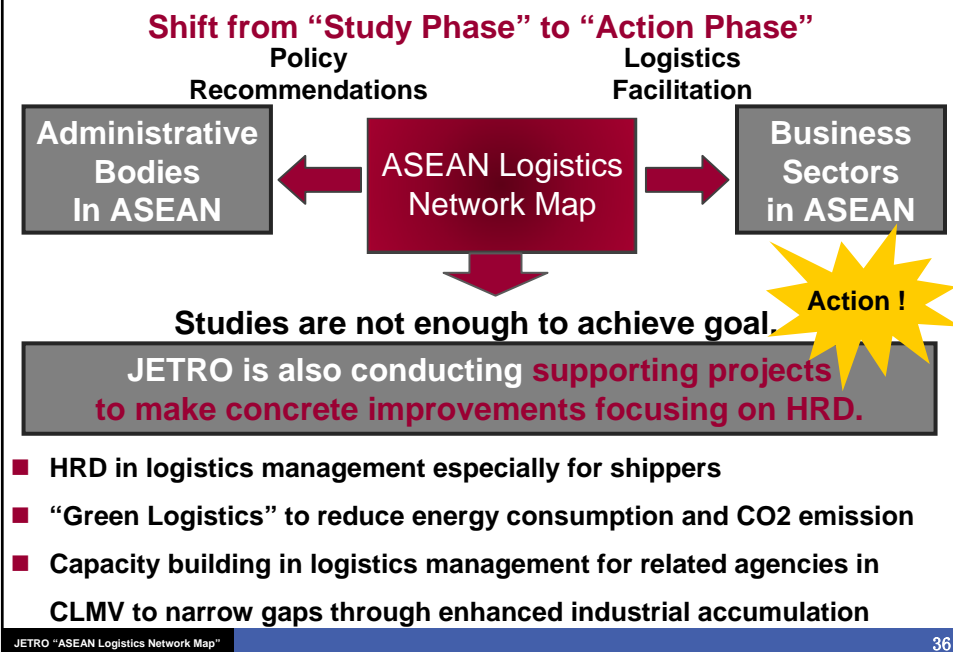 Shift from “Study Phase” to “Action Phase”
Policy
Recommendations
Logistics
Facilitation
Administrative
Bodies
In ASEAN
ASEAN Logistics
Network Map
Business
Sectors
in ASEAN
Action !
Studies are not enough to achieve goal.
JETRO is also conducting supporting projects
to make concrete improvements focusing on HRD.
HRD in logistics management especially for shippers
“Green Logistics” to reduce energy consumption and CO2 emission
Capacity building in logistics management for related agencies in
CLMV to narrow gaps through enhanced industrial accumulation
JETRO “ASEAN Logistics Network Map”
36